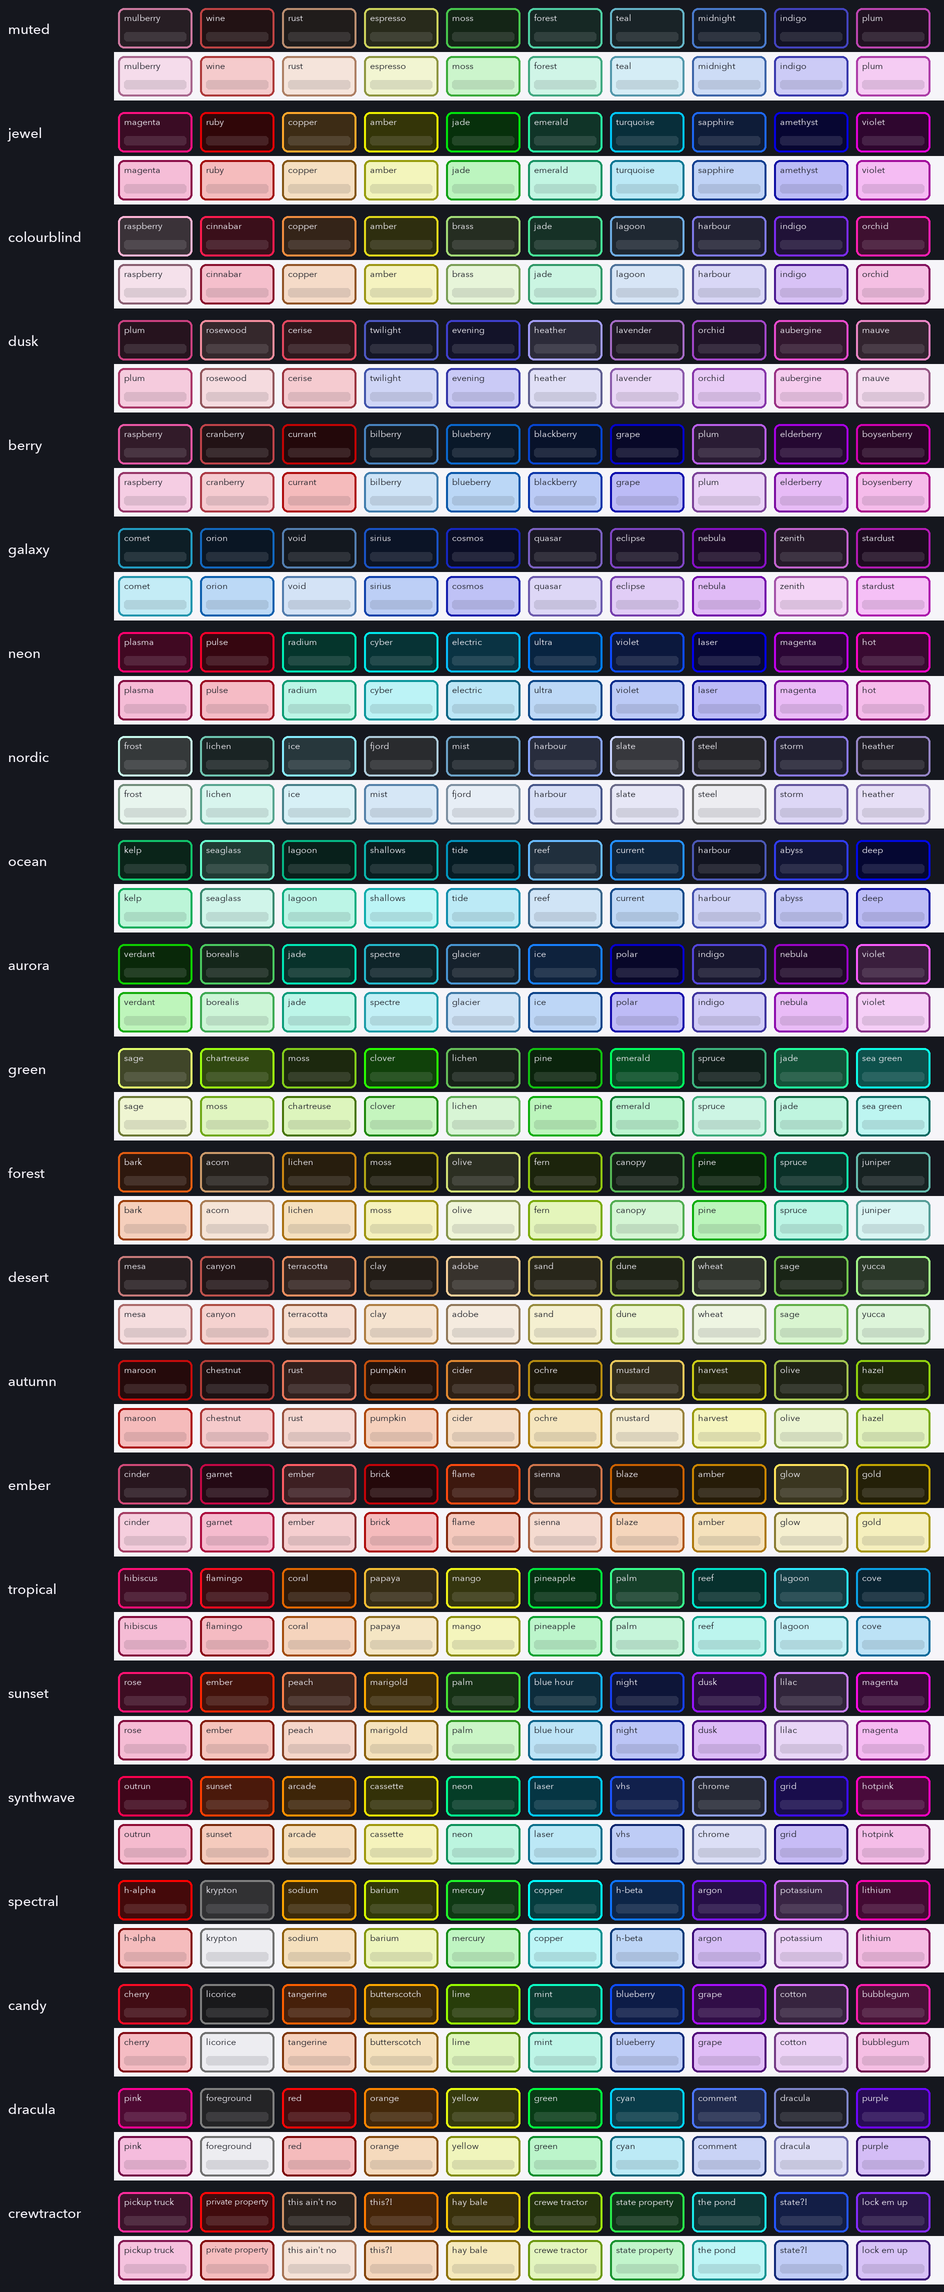 muted
mulberry wine rust espresso moss forest teal midnight indigo plum
mulberry wine rust espresso moss forest teal midnight indigo plum
jewel
magenta ruby copper amber jade emerald turquoise sapphire amethyst violet
magenta ruby copper amber jade emerald turquoise sapphire amethyst violet
colourblind
raspberry cinnabar copper amber brass jade lagoon harbour indigo orchid
raspberry cinnabar copper amber brass jade lagoon harbour indigo orchid
dusk
plum rosewood cerise twilight evening heather lavender orchid aubergine mauve
plum rosewood cerise twilight evening heather lavender orchid aubergine mauve
berry
raspberry cranberry currant bilberry blueberry blackberry grape plum elderberry boysenberry
raspberry cranberry currant bilberry blueberry blackberry grape plum elderberry boysenberry
galaxy
comet orion void sirius cosmos quasar eclipse nebula zenith stardust
comet orion void sirius cosmos quasar eclipse nebula zenith stardust
neon
plasma pulse radium cyber electric ultra violet laser magenta hot
plasma pulse radium cyber electric ultra violet laser magenta hot
nordic
frost lichen ice fjord mist harbour slate steel storm heather
frost lichen ice mist fjord harbour slate steel storm heather
ocean
kelp seaglass lagoon shallows tide reef current harbour abyss deep
kelp seaglass lagoon shallows tide reef current harbour abyss deep
aurora
verdant borealis jade spectre glacier ice polar indigo nebula violet
verdant borealis jade spectre glacier ice polar indigo nebula violet
green
sage chartreuse moss clover lichen pine emerald spruce jade sea green
sage moss chartreuse clover lichen pine emerald spruce jade sea green
forest
bark acorn lichen moss olive fern canopy pine spruce juniper
bark acorn lichen moss olive fern canopy pine spruce juniper
desert
mesa canyon terracotta clay adobe sand dune wheat sage yucca
mesa canyon terracotta clay adobe sand dune wheat sage yucca
autumn
maroon chestnut rust pumpkin cider ochre mustard harvest olive hazel
maroon chestnut rust pumpkin cider ochre mustard harvest olive hazel
ember
cinder garnet ember brick flame sienna blaze amber glow gold
cinder garnet ember brick flame sienna blaze amber glow gold
tropical
hibiscus flamingo coral papaya mango pineapple palm reef lagoon cove
hibiscus flamingo coral papaya mango pineapple palm reef lagoon cove
sunset
rose ember peach marigold palm blue hour night dusk lilac magenta
rose ember peach marigold palm blue hour night dusk lilac magenta
synthwave
outrun sunset arcade cassette neon laser vhs chrome grid hotpink
outrun sunset arcade cassette neon laser vhs chrome grid hotpink
spectral
h-alpha krypton sodium barium mercury copper h-beta argon potassium lithium
h-alpha krypton sodium barium mercury copper h-beta argon potassium lithium
candy
cherry licorice tangerine butterscotch lime mint blueberry grape cotton bubblegum
cherry licorice tangerine butterscotch lime mint blueberry grape cotton bubblegum
dracula
pink foreground red orange yellow green cyan comment dracula purple
pink foreground red orange yellow green cyan comment dracula purple
crewtractor
pickup truck private property this ain't no this?! hay bale crewe tractor state property the pond state?! lock em up
pickup truck private property this ain't no this?! hay bale crewe tractor state property the pond state?! lock em up